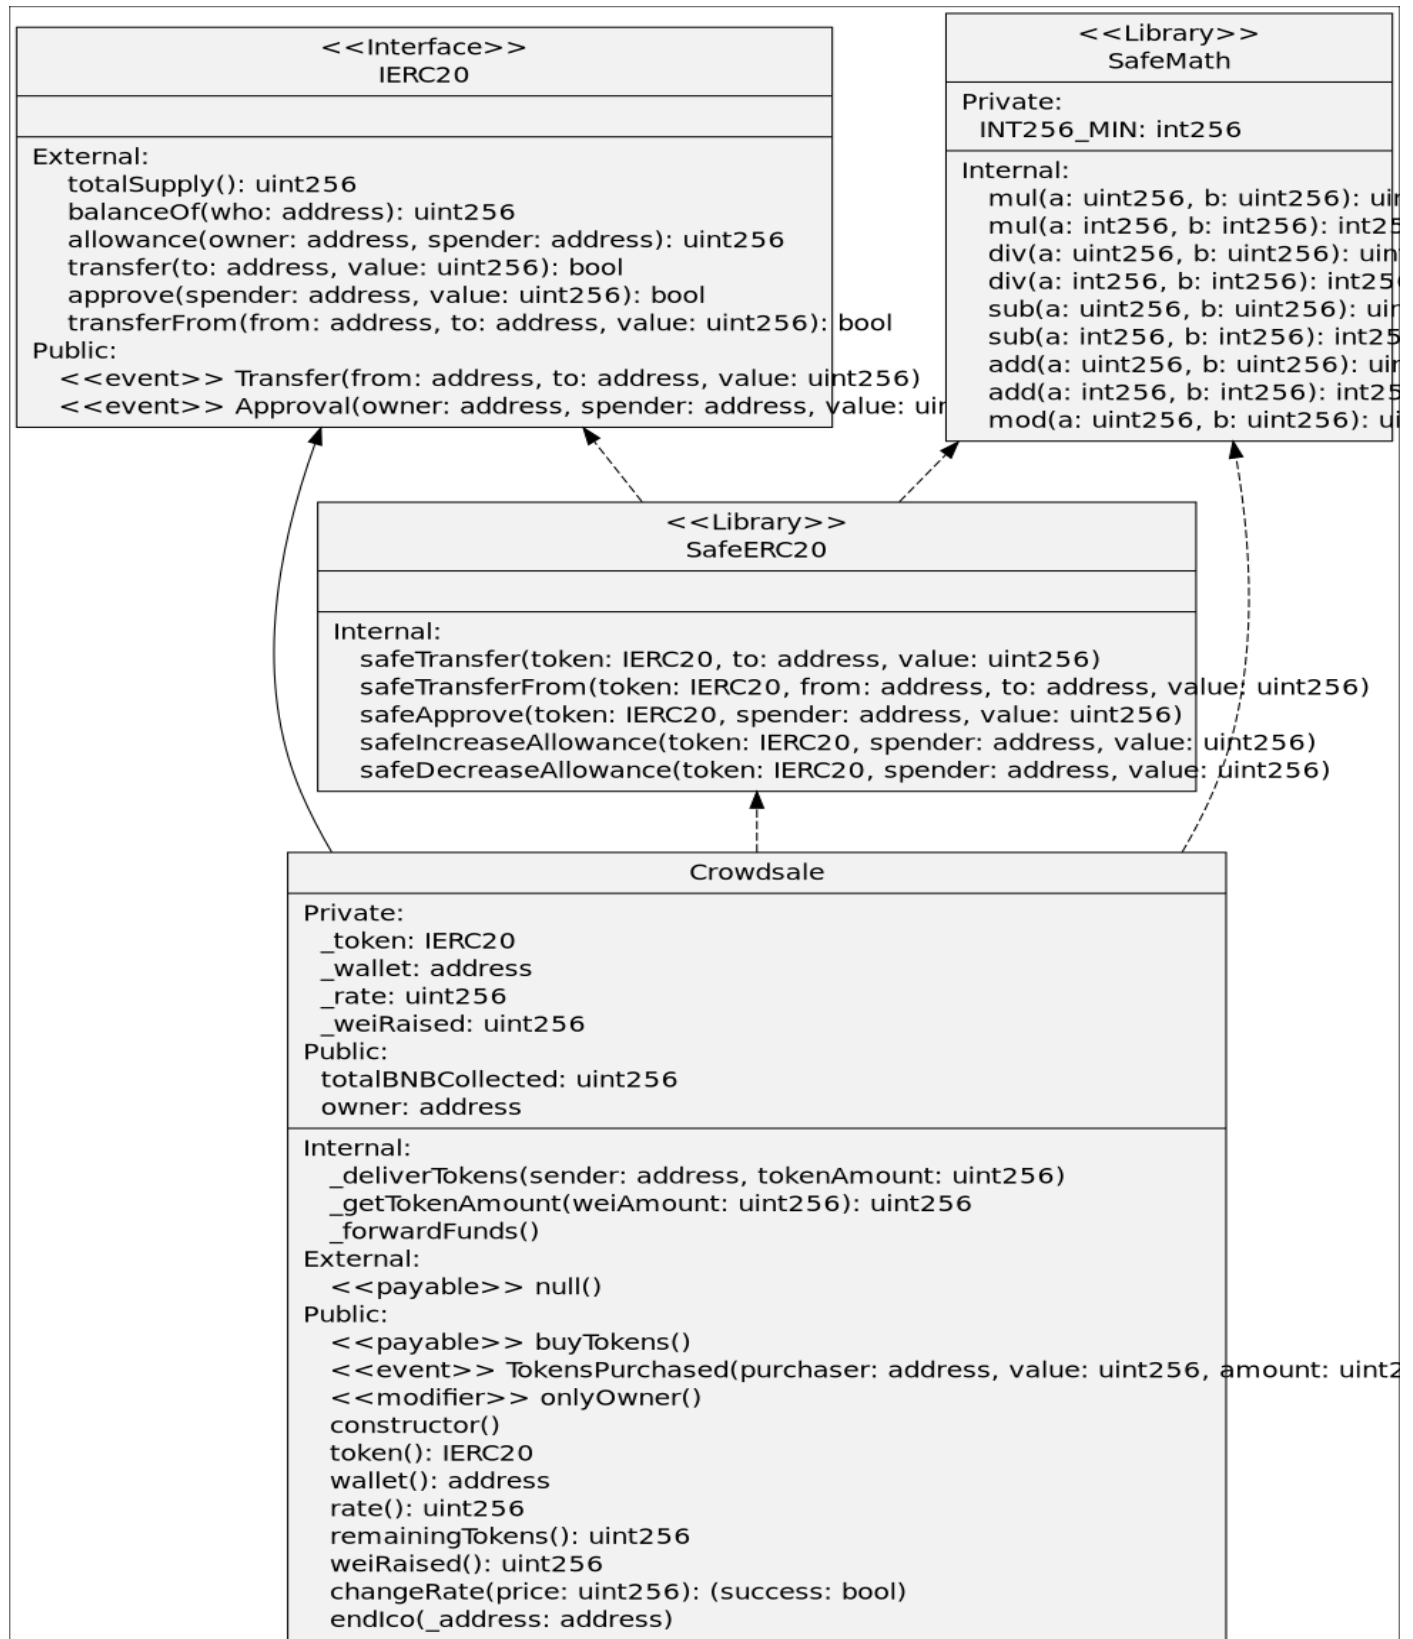 <<Interface>>
IERC20
External:
totalSupply(): uint256
balanceOf(who: address): uint256
allowance(owner: address, spender: address): uint256
transfer(to: address, value: uint256): bool
approve(spender: address, value: uint256): bool
transferFrom(from: address, to: address, value: uint256): bool
Public:
<<event>> Transfer(from: address, to: address, value: uint256)
<<event>> Approval(owner: address, spender: address, value:
<<Library>>
SafeMath
Private:
INT256_MIN: int256
Internal:
mul(a: uint256, b: uint256):
mul(a: int256, b: int256):
div(a: uint256, b: uint256):
div(a: int256, b: int256):
sub(a: uint256, b: uint256):
sub(a: int256, b: int256):
add(a: uint256, b: uint256):
add(a: int256, b: int256):
mod(a: uint256, b: uint256):
<<Library>>
SafeERC20
Internal:
safeTransfer(token: IERC20, to: address, value: uint256)
safeTransferFrom(token: IERC20, from: address, to: address, value: uint256)
safeApprove(token: IERC20, spender: address, value: uint256)
safeIncreaseAllowance(token: IERC20, spender: address, value: uint256)
safeDecreaseAllowance(token: IERC20, spender: address, value: uint256)
Crowdsale
Private:
_token: IERC20
_wallet: address
_rate: uint256
_weiRaised: uint256
Public:
totalBNBCollected: uint256
owner: address
Internal:
_deliverTokens(sender: address, tokenAmount: uint256)
_getTokenAmount(weiAmount: uint256): uint256
_forwardFunds()
External:
<<payable>> null()
Public:
<<payable>> buyTokens()
<<event>> TokensPurchased(purchaser: address, value: uint256, amount:
<<modifier>> onlyOwner()
constructor()
token(): IERC20
wallet(): address
rate(): uint256
remainingTokens(): uint256
weiRaised(): uint256
changeRate(price: uint256): (success: bool)
endIco(_address: address)